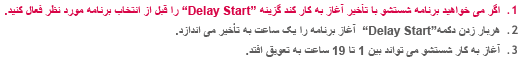 1. اگر می خواهید برنامه شستشو با تأخیر آغاز به کار کند گزینه "Delay Start" را قبل از انتخاب برنامه مورد نظر فعال کنید.
2. هربار زدن دکمه "Delay Start" آغاز برنامه را یک ساعت به تأخیر می اندازد.
3. آغاز به کار شستشو می تواند بین 1 تا 19 ساعت به تعویق افتد.